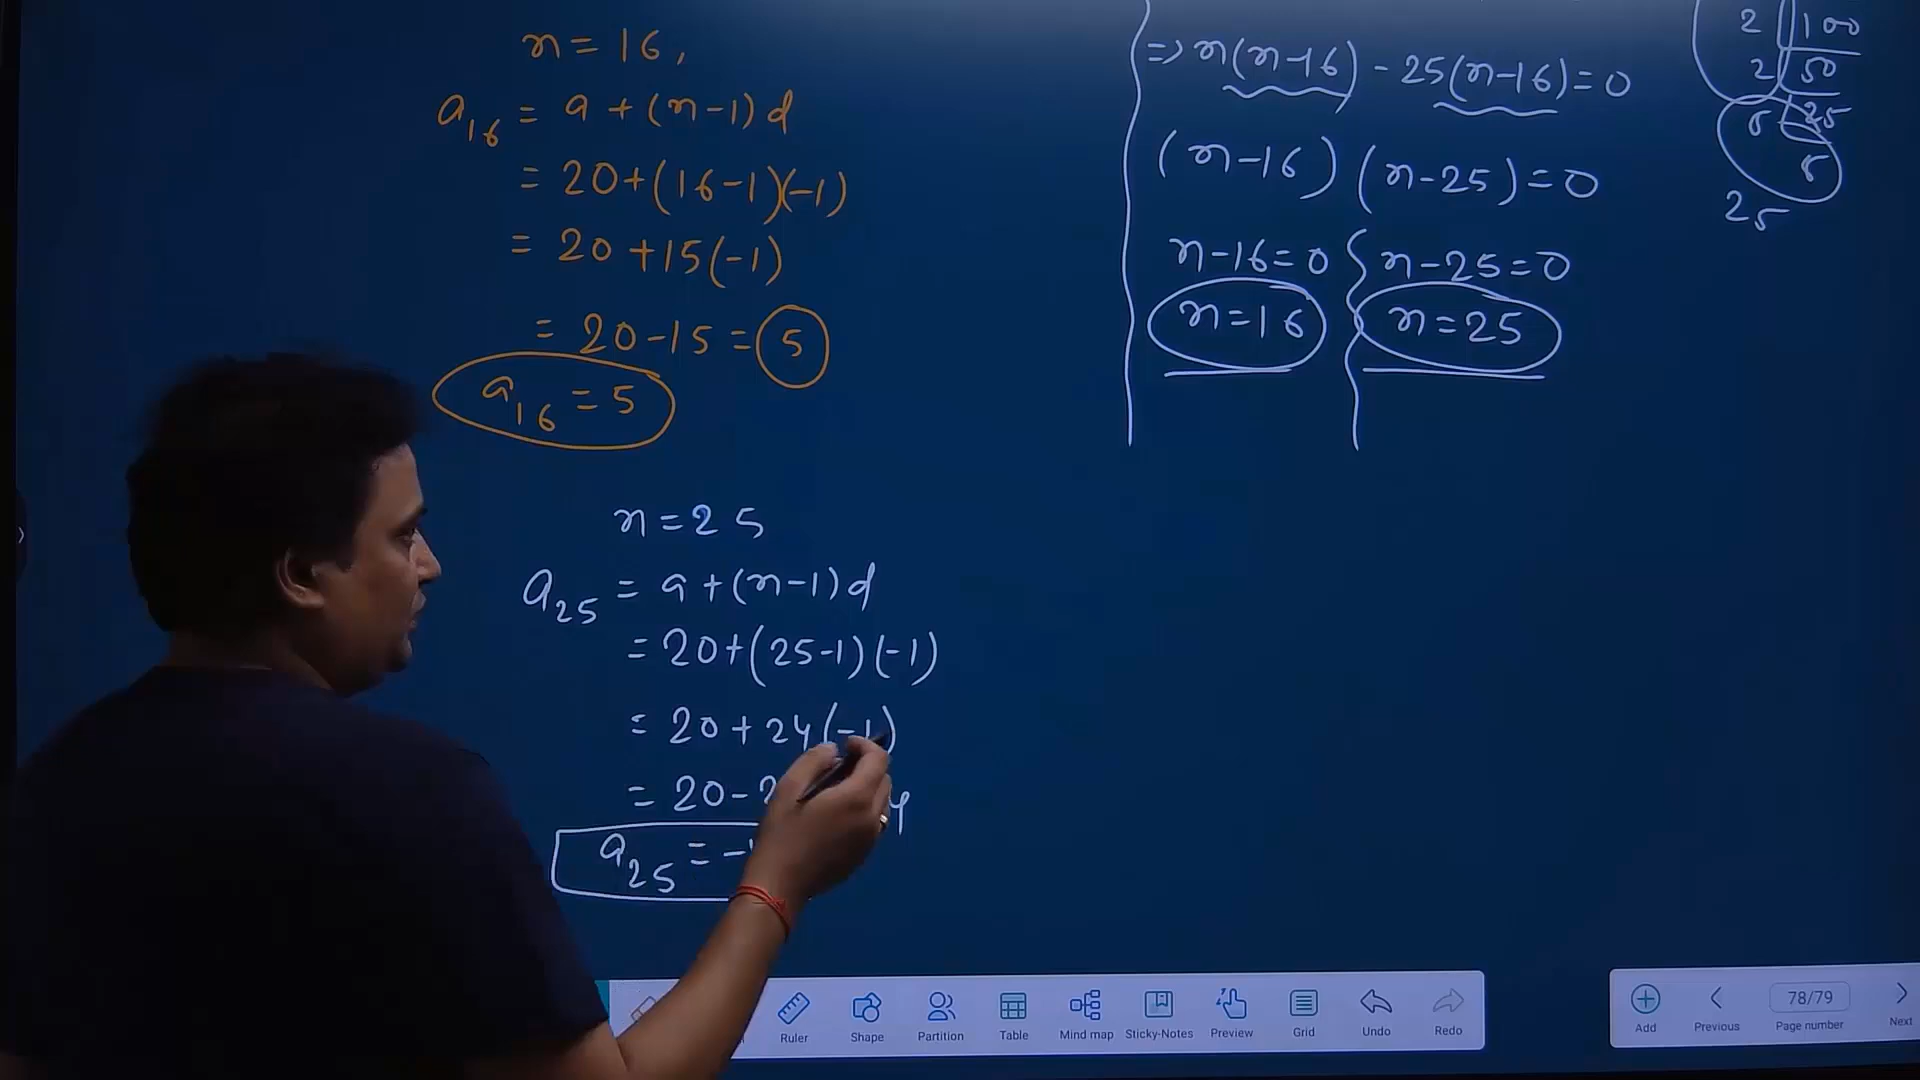 n = 16,
a₁₆ = a + (n-1) d
= 20+(16-1)(-1)
= 20 +15(-1)
= 20-15 = 5
a₁₆ = 5
n = 25
a₂₅ = a + (n-1) d
= 20+(25-1)(-1)
= 20 + 24(-1)
= 20 - 2
a₂₅ = -
=> n(n-16) - 25(n-16) = 0
(n-16) (n-25) = 0
n-16=0 n-25=0
n=16 n=25
2 100
2 50
5 25
5
25
Ruler Shape Partition Table Mind map Sticky-Notes Preview Grid Undo Redo
78/79
Add Previous Page number Next